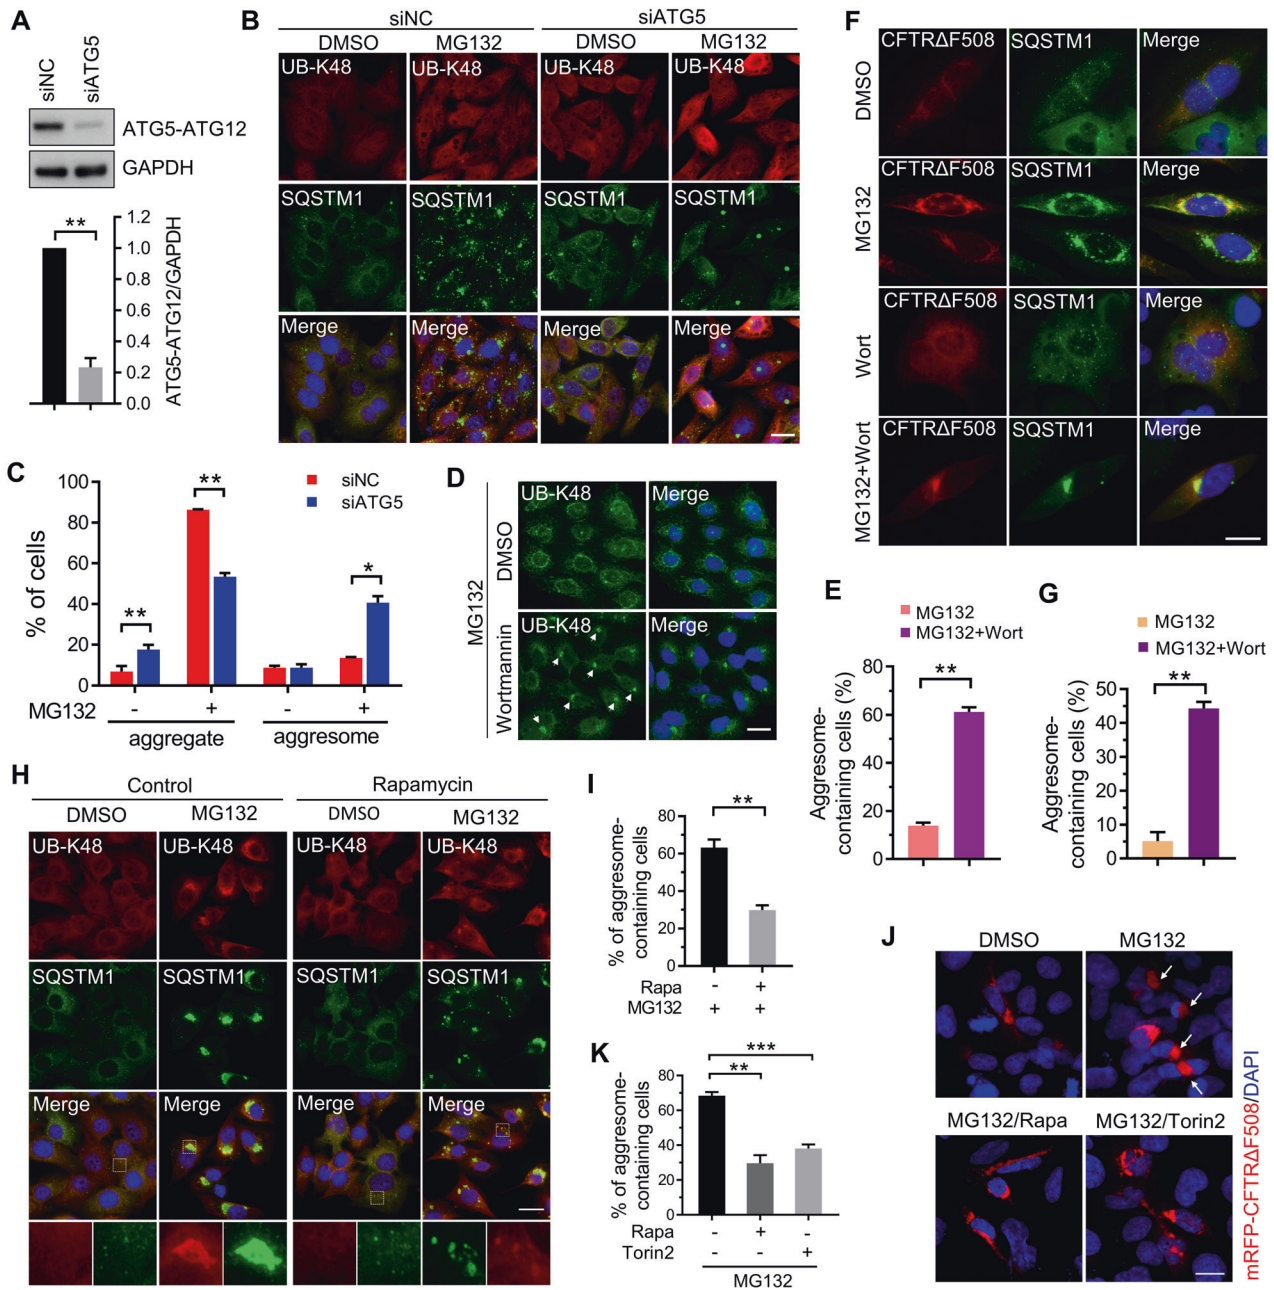 A
siNC
siATG5
ATG5-ATG12
GAPDH
**
1.2
1.0
0.8
0.6
0.4
0.2
0.0
ATG5-ATG12/GAPDH
B
siNC
siATG5
DMSO
MG132
DMSO
MG132
UB-K48
UB-K48
UB-K48
UB-K48
SQSTM1
SQSTM1
SQSTM1
SQSTM1
Merge
Merge
Merge
Merge
C
% of cells
100
80
60
40
20
0
**
**
*
siNC
siATG5
MG132
-
+
-
+
aggregate
aggresome
D
MG132
DMSO
Wortmannin
UB-K48
Merge
UB-K48
Merge
F
DMSO
CFTRΔF508
SQSTM1
Merge
MG132
CFTRΔF508
SQSTM1
Merge
Wort
CFTRΔF508
SQSTM1
Merge
MG132+Wort
CFTRΔF508
SQSTM1
Merge
E
MG132
MG132+Wort
Aggresome-
containing cells (%)
80
60
40
20
0
**
G
MG132
MG132+Wort
Aggresome-
containing cells (%)
50
40
30
20
10
0
**
H
Control
Rapamycin
DMSO
MG132
DMSO
MG132
UB-K48
UB-K48
UB-K48
UB-K48
SQSTM1
SQSTM1
SQSTM1
SQSTM1
Merge
Merge
Merge
Merge
I
% of aggresome-
containing cells
80
60
40
20
0
**
Rapa - +
MG132 + +
J
DMSO
MG132
MG132/Rapa
MG132/Torin2
mRFP-CFTRΔF508/DAPI
K
% of aggresome-
containing cells
80
60
40
20
0
***
**
Rapa - + -
Torin2 - - +
MG132